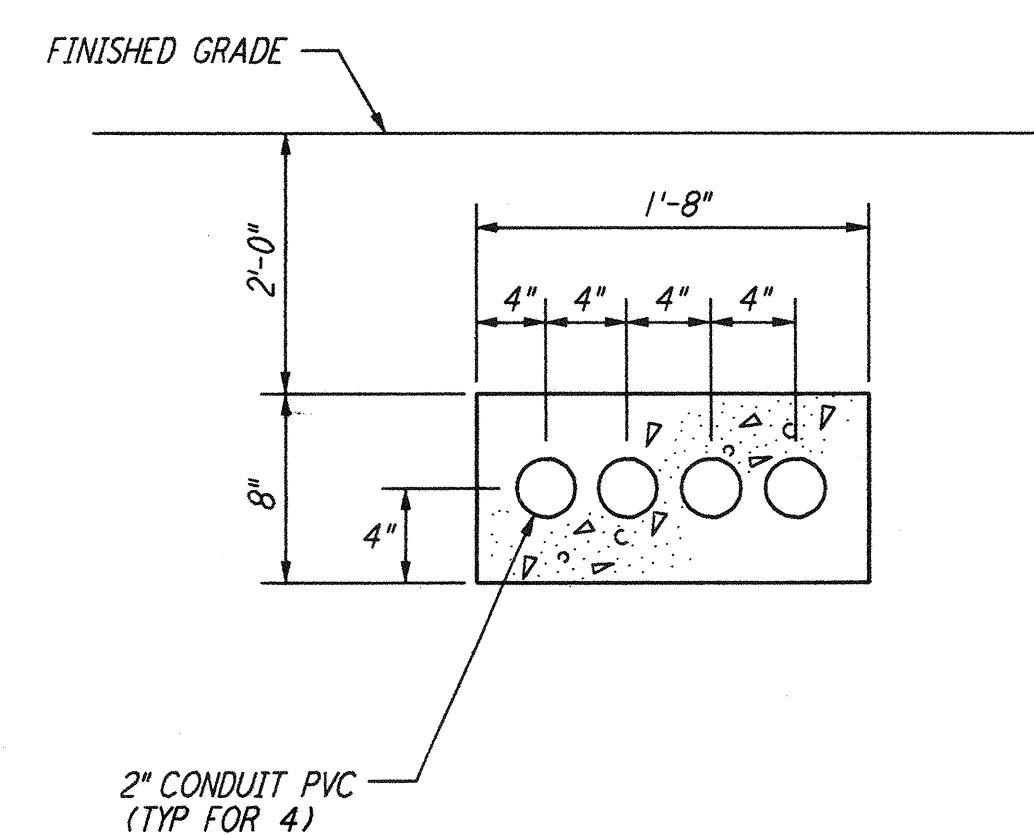 FINISHED GRADE
1'-8"
2'-0"
4" 4" 4" 4"
8"
4"
2" CONDUIT PVC
(TYP FOR 4)